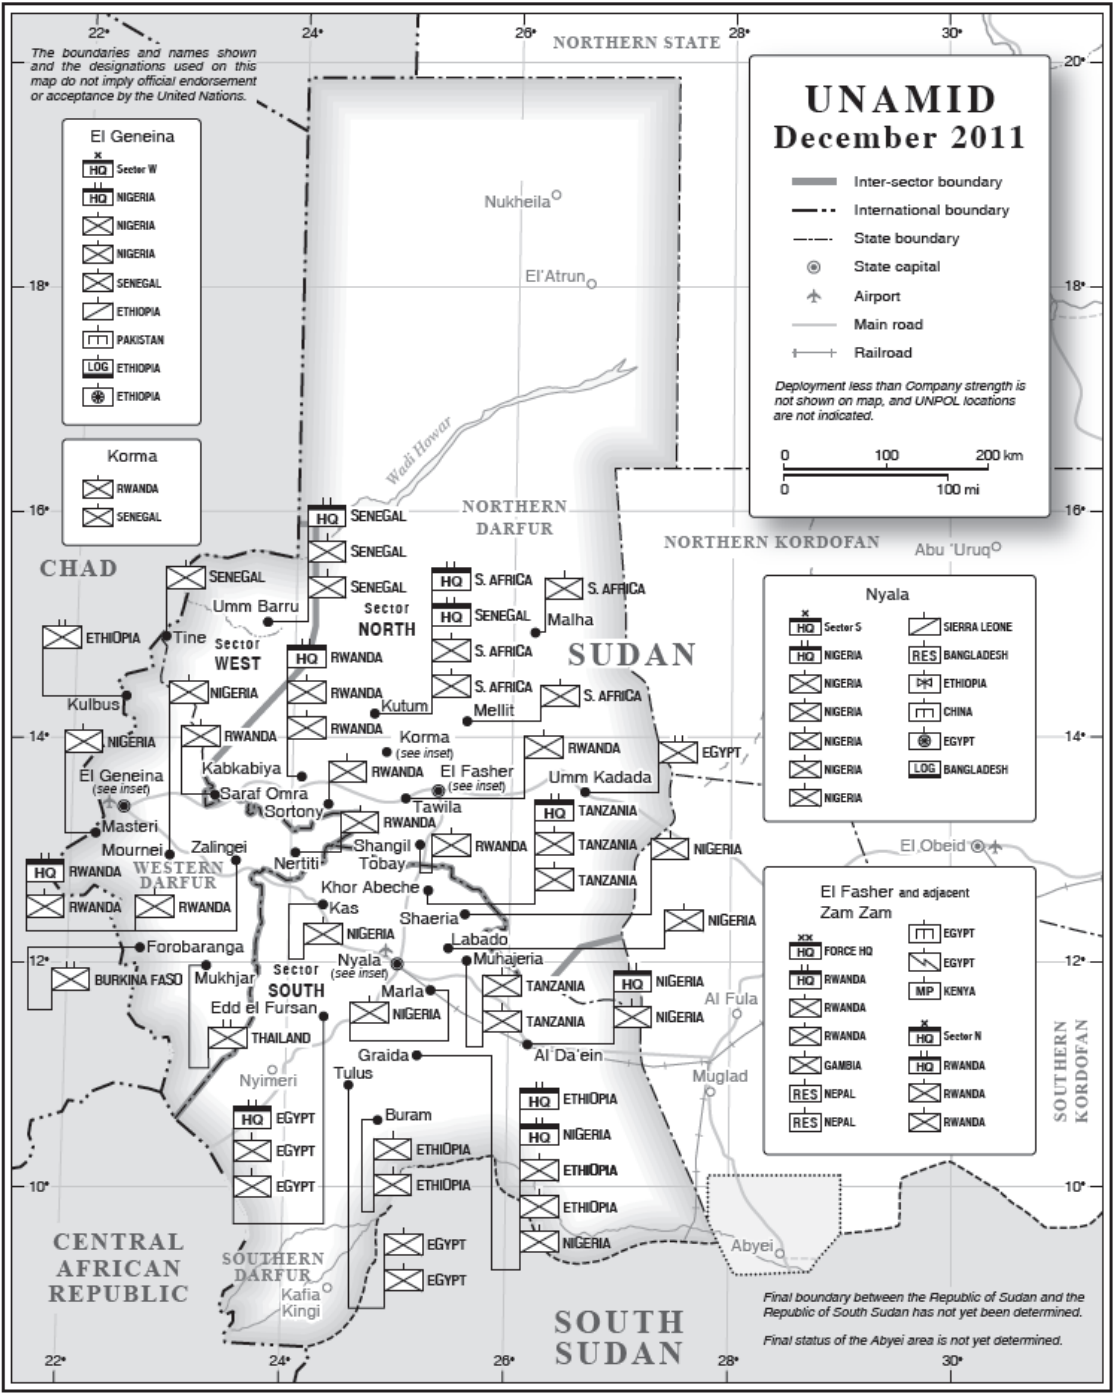 22°
24°
26°
28°
30°
NORTHERN STATE
The boundaries and names shown
and the designations used on this
map do not imply official endorsement
or acceptance by the United Nations.
20°
UNAMID
December 2011
Inter-sector boundary
International boundary
State boundary
State capital
Airport
Main road
Railroad
Deployment less than Company strength is
not shown on map, and UNPOL locations
are not indicated.
0 100 200 km
0 100 mi
El Geneina
HQ Sector W
HQ NIGERIA
NIGERIA
NIGERIA
SENEGAL
ETHIOPIA
PAKISTAN
LOG ETHIOPIA
ETHIOPIA
Korma
RWANDA
SENEGAL
Nukheila
El'Atrun
18°
18°
Wadi Howar
16°
16°
NORTHERN
DARFUR
NORTHERN KORDOFAN
Abu 'Uruq
CHAD
HQ SENEGAL
SENEGAL
SENEGAL
SENEGAL
Umm Barru
Sector
NORTH
HQ S. AFRICA
HQ SENEGAL
S. AFRICA
S. AFRICA
S. AFRICA
Malha
ETHIOPIA
Tine
Sector
WEST
SUDAN
HQ RWANDA
RWANDA
RWANDA
Kulbus
NIGERIA
Kutum
Mellit
S. AFRICA
NIGERIA
RWANDA
Korma
(see inset)
RWANDA
EGYPT
14°
14°
El Geneina
(see inset)
Kabkabiya
RWANDA
El Fasher
(see inset)
Umm Kadada
Saraf Omra
Sortony
Tawila
Masteri
RWANDA
HQ TANZANIA
TANZANIA
TANZANIA
Mournei
Zalingei
Nertiti
Shangil
Tobay
RWANDA
NIGERIA
WESTERN
DARFUR
HQ RWANDA
RWANDA
RWANDA
Khor Abeche
Kas
Shaeria
NIGERIA
NIGERIA
Forobaranga
Labado
12°
12°
BURKINA FASO
Mukhjar
Sector
SOUTH
Nyala
(see inset)
Muhajeria
TANZANIA
TANZANIA
HQ NIGERIA
NIGERIA
Marla
NIGERIA
Edd el Fursan
THAILAND
Al Da'ein
Graida
Nyimeri
Tulus
Buram
HQ EGYPT
EGYPT
EGYPT
ETHIOPIA
ETHIOPIA
HQ ETHIOPIA
HQ NIGERIA
ETHIOPIA
ETHIOPIA
NIGERIA
EGYPT
EGYPT
Nyala
HQ Sector S
HQ NIGERIA
NIGERIA
NIGERIA
NIGERIA
NIGERIA
NIGERIA
SIERRA LEONE
RES BANGLADESH
ETHIOPIA
CHINA
EGYPT
LOG BANGLADESH
El Obeid
El Fasher and adjacent
Zam Zam
HQ FORCE HQ
HQ RWANDA
RWANDA
RWANDA
GAMBIA
RES NEPAL
RES NEPAL
EGYPT
EGYPT
MP KENYA
HQ Sector N
HQ RWANDA
RWANDA
RWANDA
Al Fula
Muglad
SOUTHERN
KORDOFAN
10°
10°
Abyei
CENTRAL
AFRICAN
REPUBLIC
SOUTHERN
DARFUR
Kafia
Kingi
SOUTH
SUDAN
Final boundary between the Republic of Sudan and the
Republic of South Sudan has not yet been determined.
Final status of the Abyei area is not yet determined.
22°
24°
26°
28°
30°